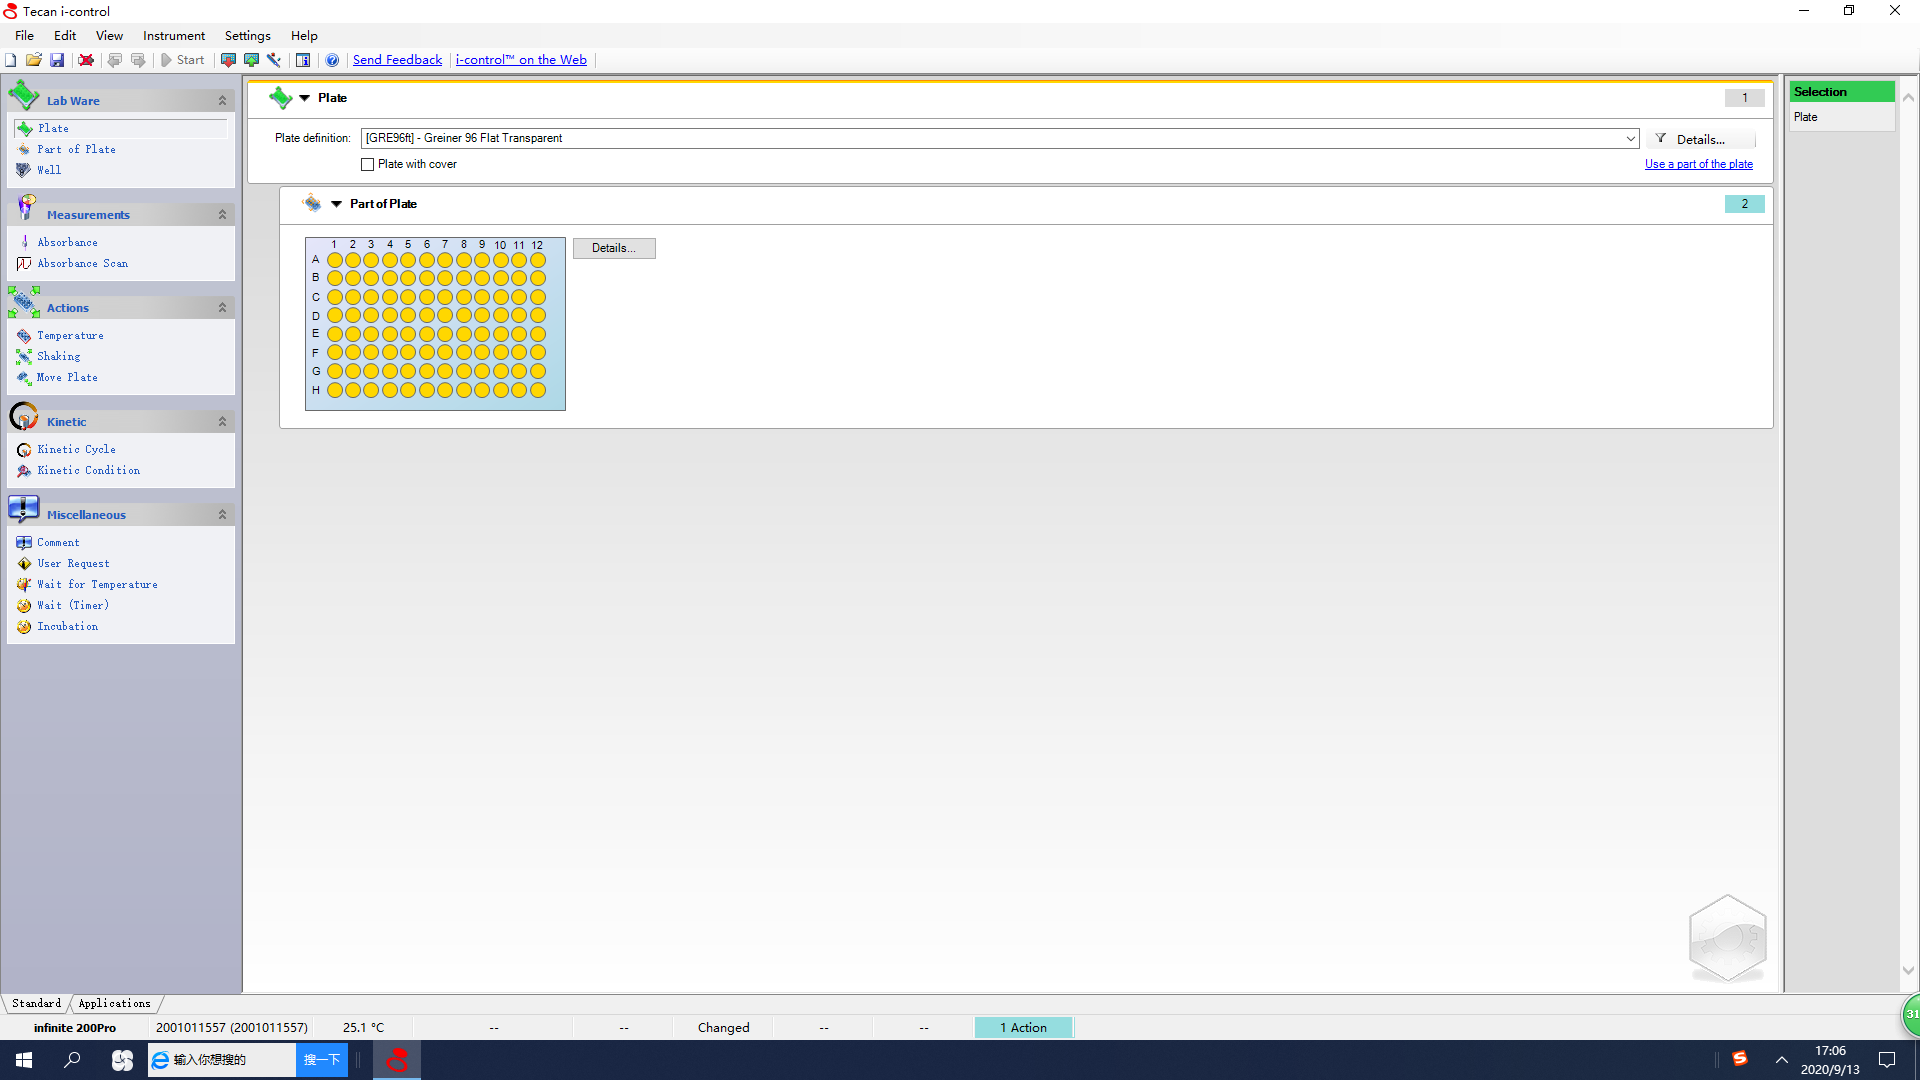 Tecan i-control
File Edit View Instrument Settings Help
Start Send Feedback i-control™ on the Web
Lab Ware
Plate
Part of Plate
Well
Measurements
Absorbance
Absorbance Scan
Actions
Temperature
Shaking
Move Plate
Kinetic
Kinetic Cycle
Kinetic Condition
Miscellaneous
Comment
User Request
Wait for Temperature
Wait (Timer)
Incubation
Plate 1
Plate definition: [GRE96ft] - Greiner 96 Flat Transparent Details...
Plate with cover Use a part of the plate
Part of Plate 2
1 2 3 4 5 6 7 8 9 10 11 12
Details...
A
B
C
D
E
F
G
H
Selection
Plate
Standard Applications
31
infinite 200Pro 2001011557 (2001011557) 25.1 °C -- -- Changed -- -- 1 Action
输入你想搜的 搜一下
17:06
2020/9/13